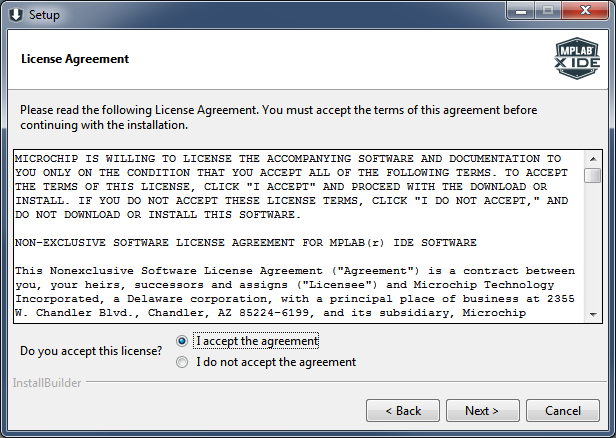 Setup
License Agreement
MPLAB
X IDE
Please read the following License Agreement. You must accept the terms of this agreement before
continuing with the installation.
MICROCHIP IS WILLING TO LICENSE THE ACCOMPANYING SOFTWARE AND DOCUMENTATION TO
YOU ONLY ON THE CONDITION THAT YOU ACCEPT ALL OF THE FOLLOWING TERMS. TO ACCEPT
THE TERMS OF THIS LICENSE, CLICK "I ACCEPT" AND PROCEED WITH THE DOWNLOAD OR
INSTALL. IF YOU DO NOT ACCEPT THESE LICENSE TERMS, CLICK "I DO NOT ACCEPT," AND
DO NOT DOWNLOAD OR INSTALL THIS SOFTWARE.
NON-EXCLUSIVE SOFTWARE LICENSE AGREEMENT FOR MPLAB(r) IDE SOFTWARE
This Nonexclusive Software License Agreement ("Agreement") is a contract between
you, your heirs, successors and assigns ("Licensee") and Microchip Technology
Incorporated, a Delaware corporation, with a principal place of business at 2355
W. Chandler Blvd., Chandler, AZ 85224-6199, and its subsidiary, Microchip
Do you accept this license?
I accept the agreement
I do not accept the agreement
InstallBuilder
< Back
Next >
Cancel